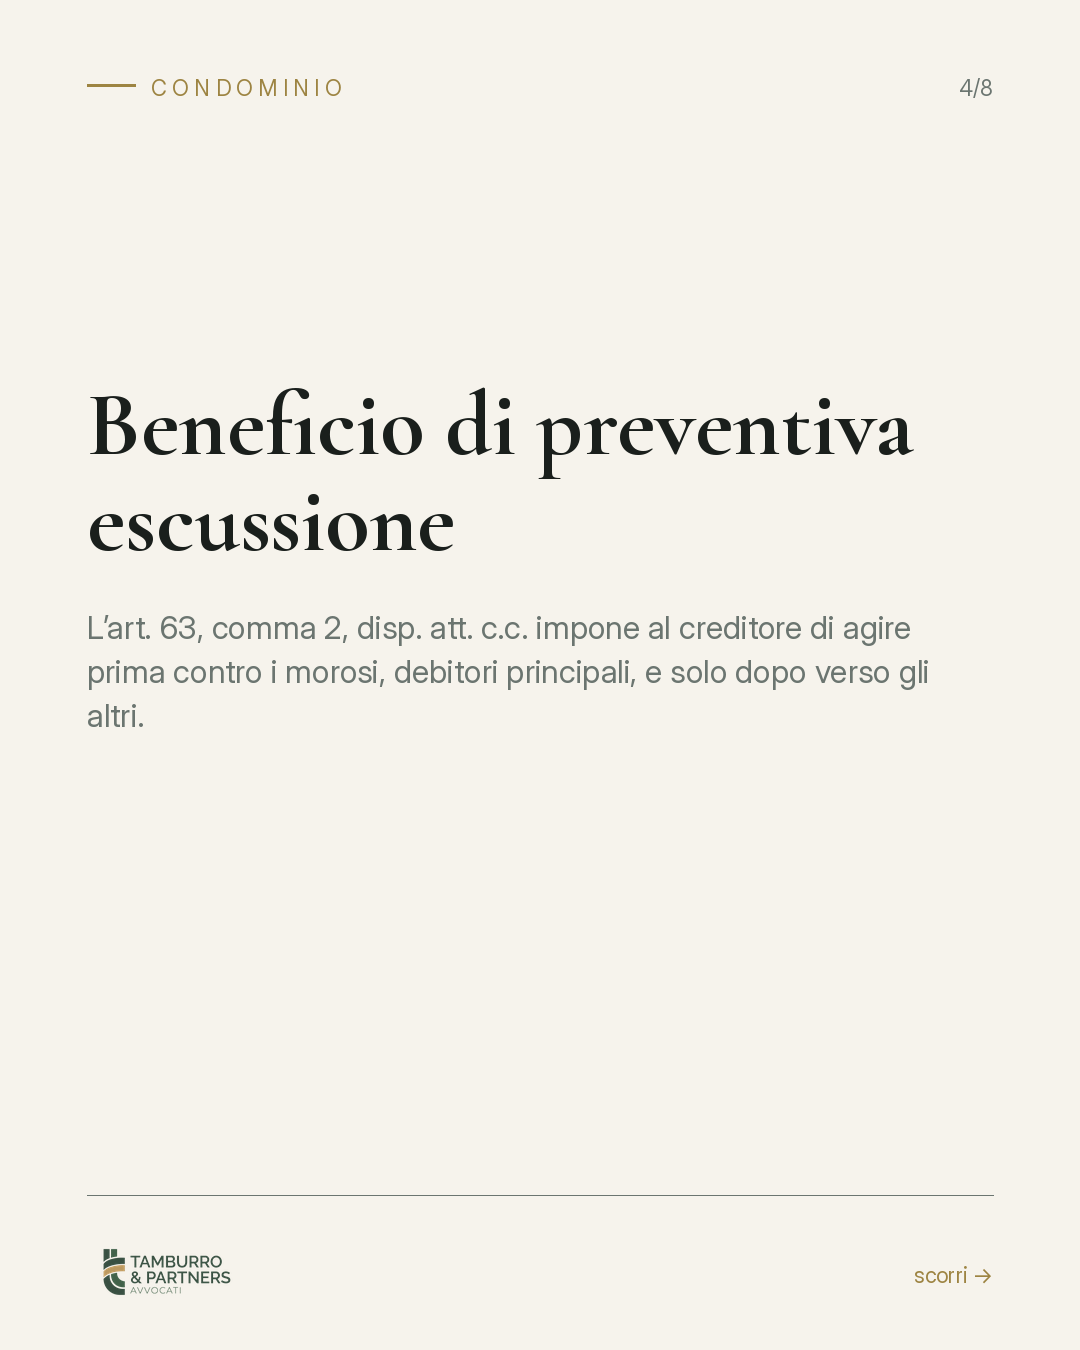 CONDOMINIO
4/8
Beneficio di preventiva
escussione
L’art. 63, comma 2, disp. att. c.c. impone al creditore di agire
prima contro i morosi, debitori principali, e solo dopo verso gli
altri.
TAMBURRO
& PARTNERS
AVVOCATI
scorri →